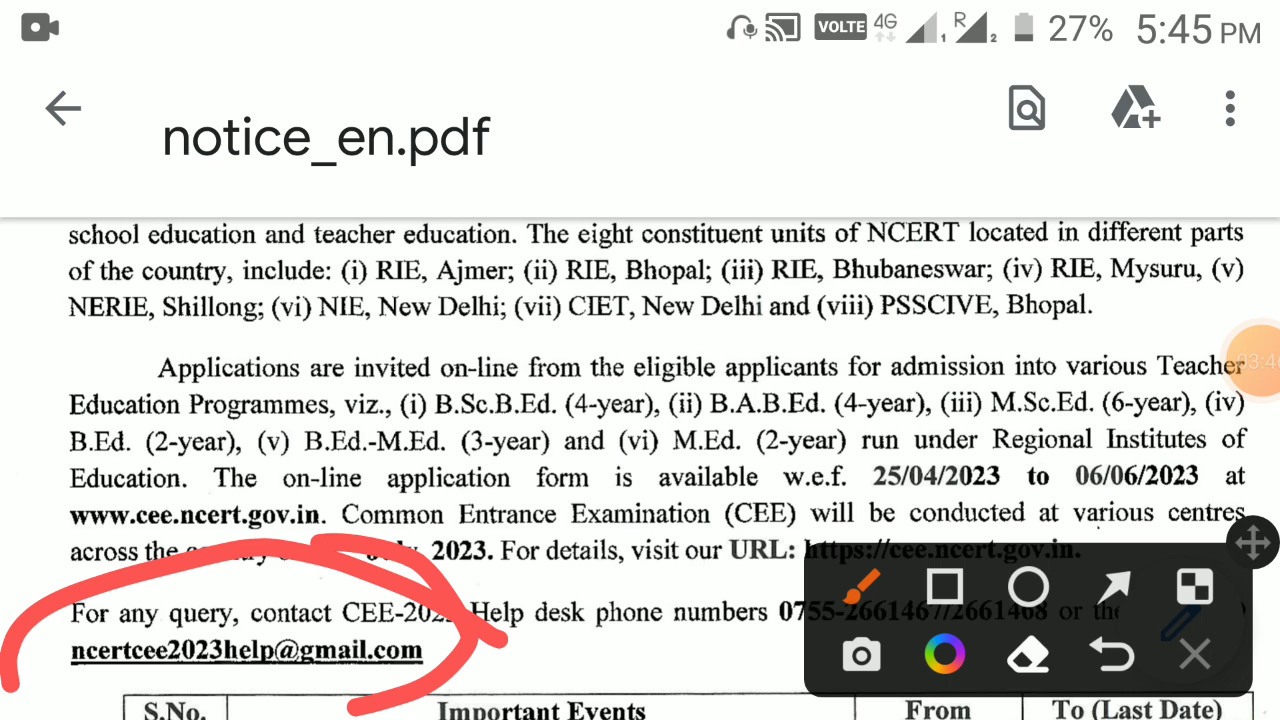 VOLTE 4G 1 R 2 27% 5:45 PM
notice_en.pdf
school education and teacher education. The eight constituent units of NCERT located in different parts
of the country, include: (i) RIE, Ajmer; (ii) RIE, Bhopal; (iii) RIE, Bhubaneswar; (iv) RIE, Mysuru, (v)
NERIE, Shillong; (vi) NIE, New Delhi; (vii) CIET, New Delhi and (viii) PSSCIVE, Bhopal.
Applications are invited on-line from the eligible applicants for admission into various Teacher
Education Programmes, viz., (i) B.Sc.B.Ed. (4-year), (ii) B.A.B.Ed. (4-year), (iii) M.Sc.Ed. (6-year), (iv)
B.Ed. (2-year), (v) B.Ed.-M.Ed. (3-year) and (vi) M.Ed. (2-year) run under Regional Institutes of
Education. The on-line application form is available w.e.f. 25/04/2023 to 06/06/2023 at
www.cee.ncert.gov.in. Common Entrance Examination (CEE) will be conducted at various centres
across the July, 2023. For details, visit our URL: https://cee.ncert.gov.in.
For any query, contact Help desk phone numbers 0755-2661467/2661468 or
ncertcee2023help@gmail.com
S.No. Important Events From To (Last Date)